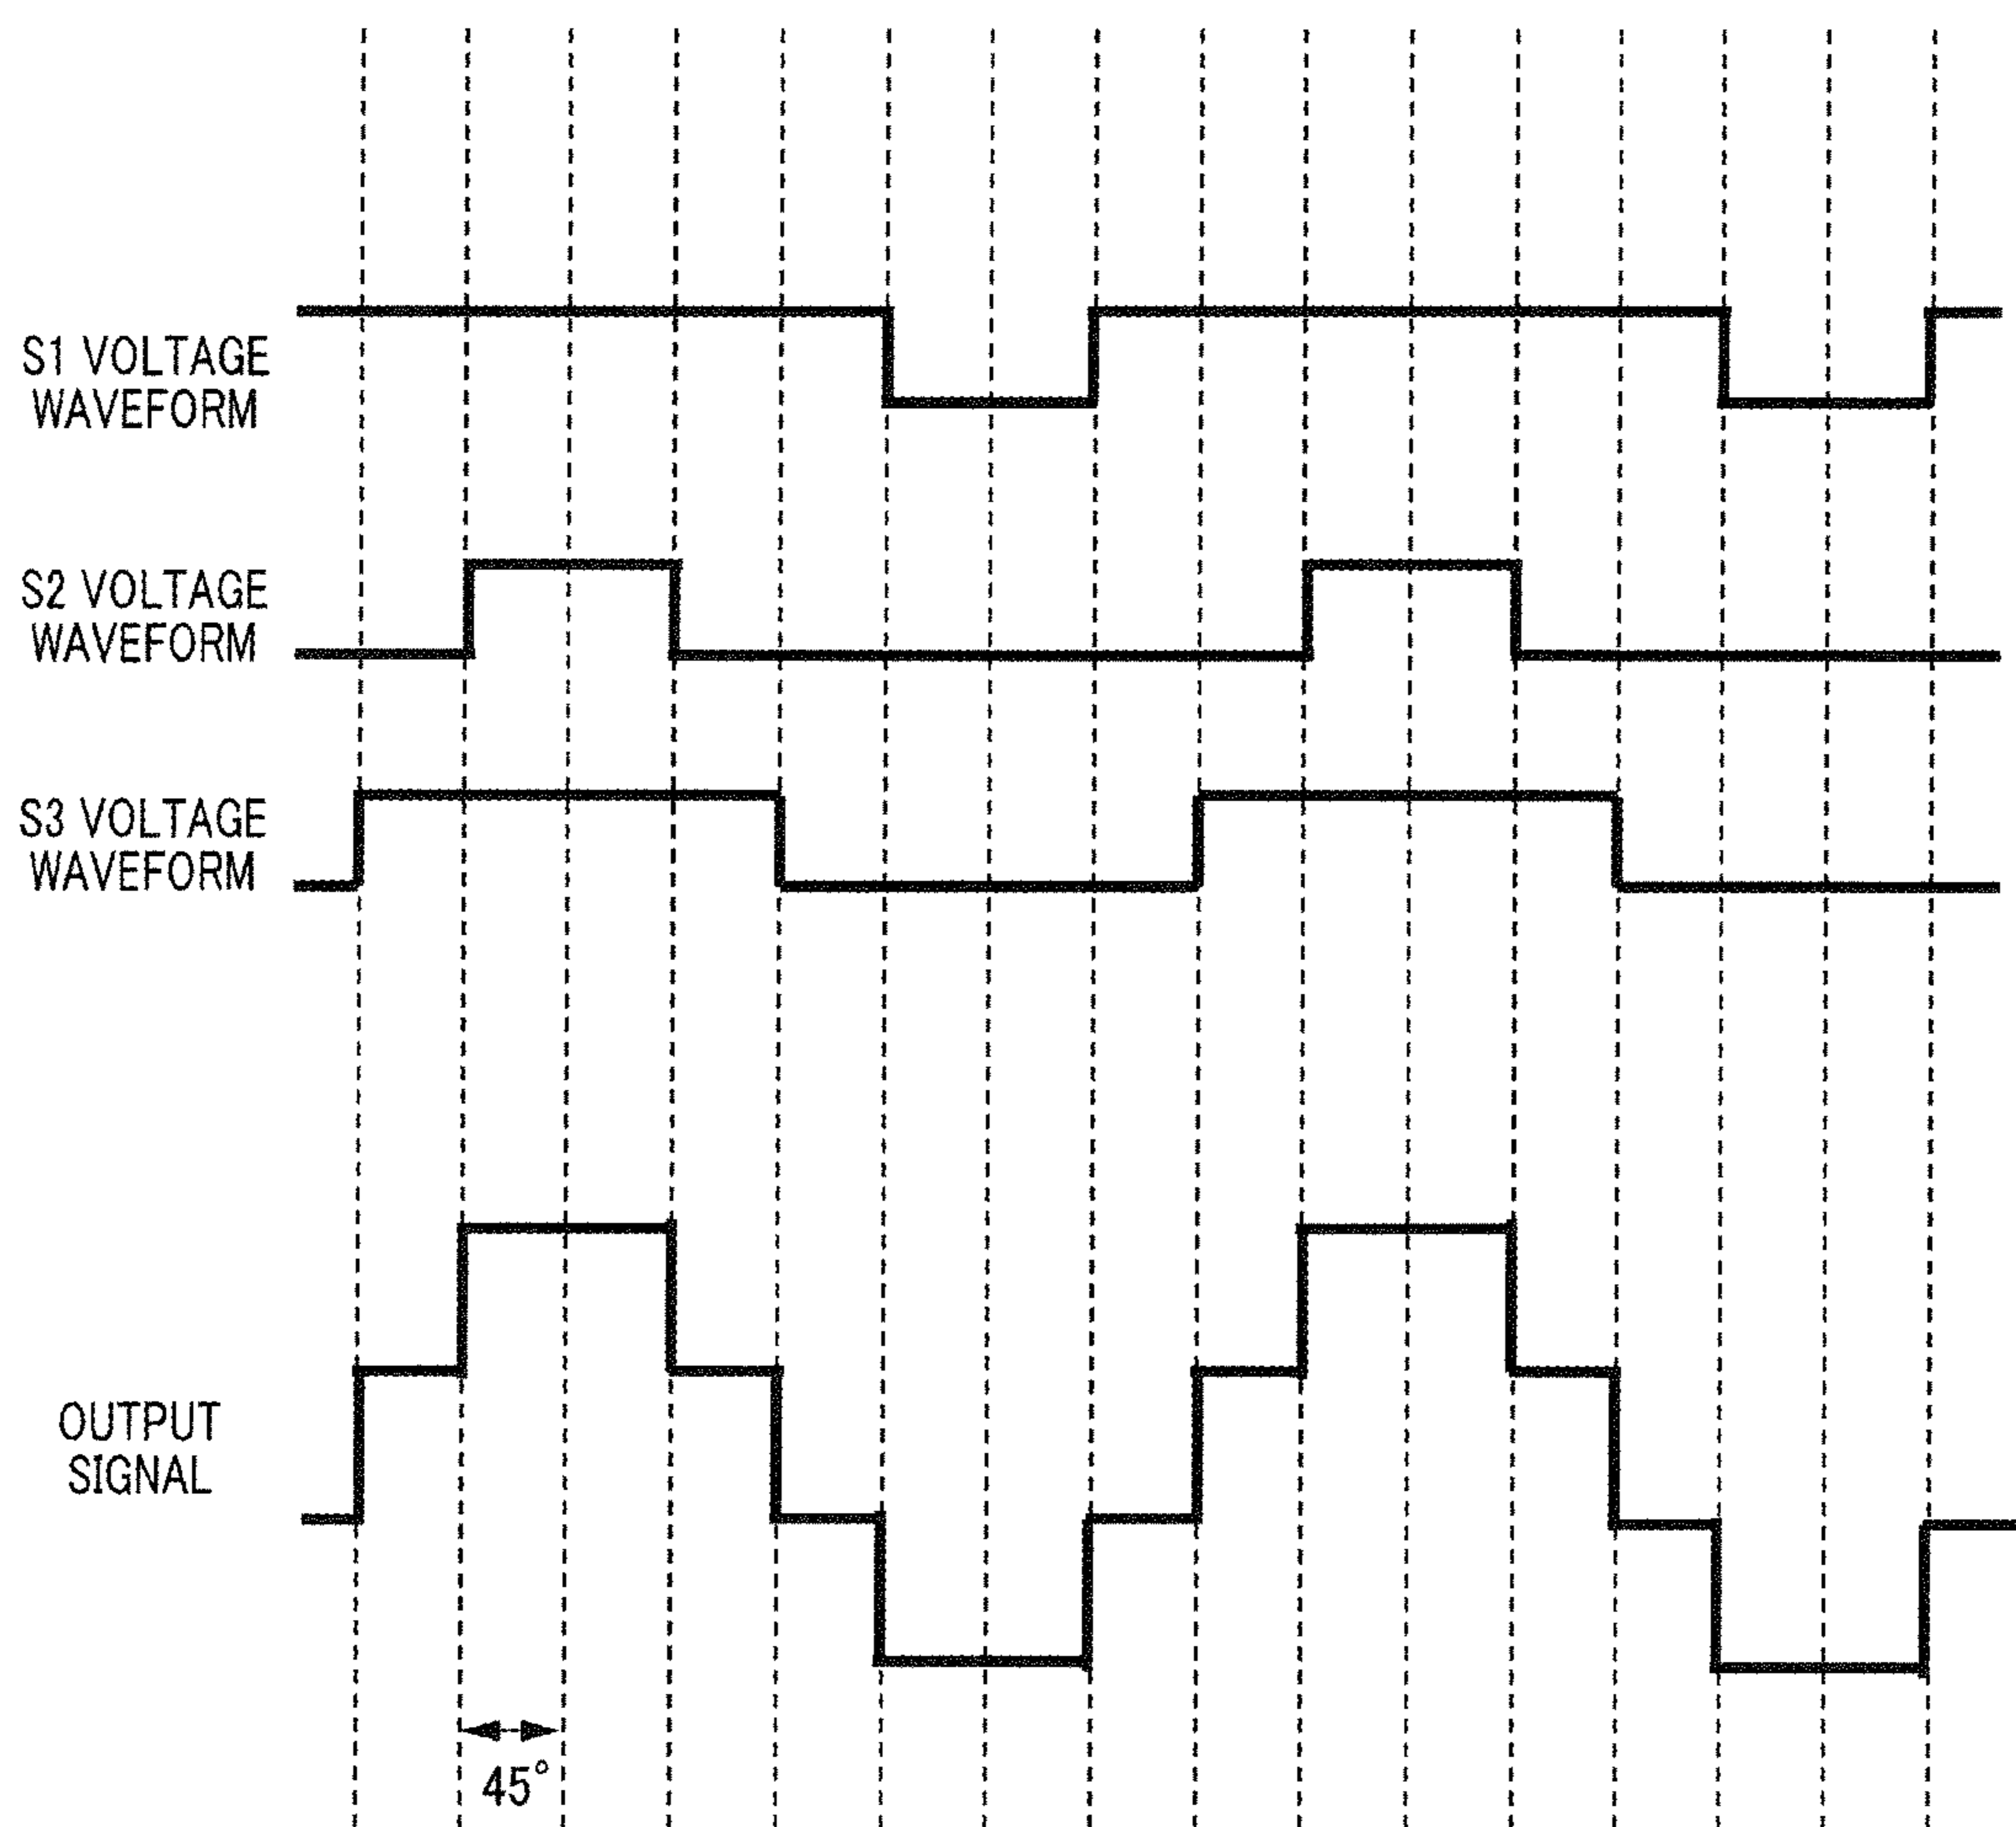 S1 VOLTAGE
WAVEFORM
S2 VOLTAGE
WAVEFORM
S3 VOLTAGE
WAVEFORM
OUTPUT
SIGNAL
45°